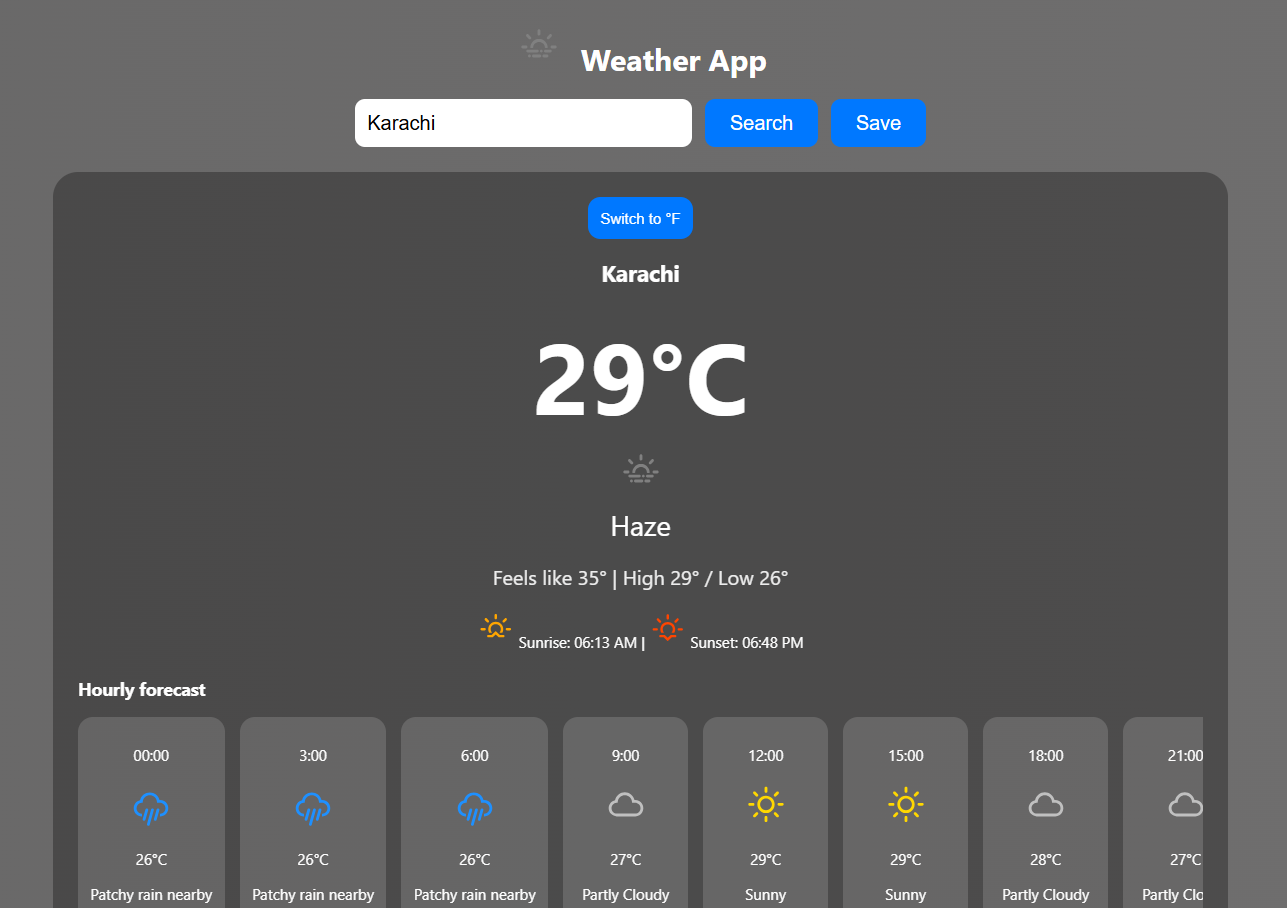 Weather App
Karachi Search Save
Switch to °F
Karachi
29°C
Haze
Feels like 35° | High 29° / Low 26°
Sunrise: 06:13 AM | Sunset: 06:48 PM
Hourly forecast
00:00 3:00 6:00 9:00 12:00 15:00 18:00 21:00
26°C 26°C 26°C 27°C 29°C 29°C 28°C 27°C
Patchy rain nearby Patchy rain nearby Patchy rain nearby Partly Cloudy Sunny Sunny Partly Cloudy Partly Clo